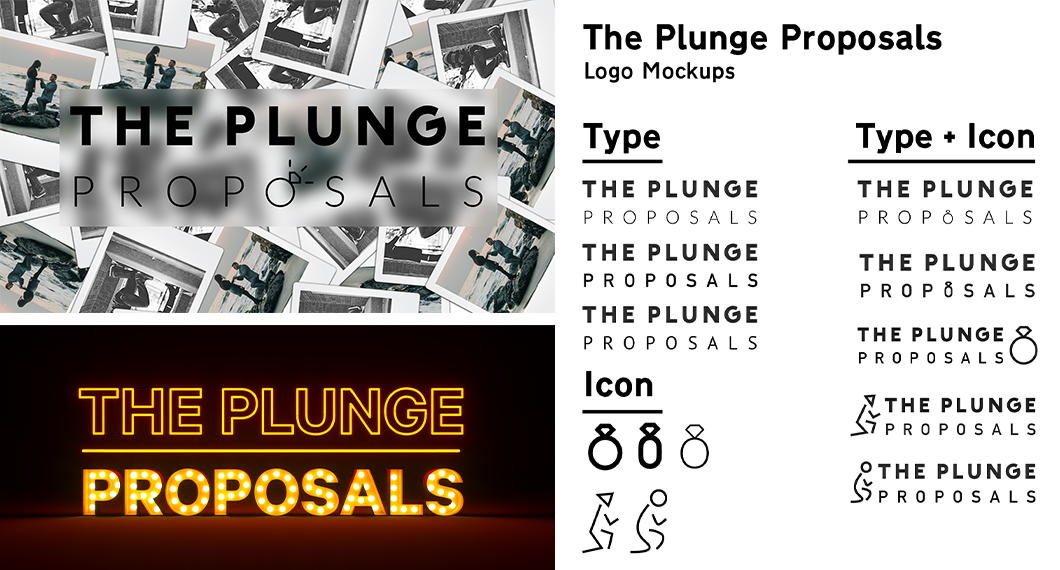 THE PLUNGE
PROPOSALS
THE PLUNGE
PROPOSALS
The Plunge Proposals
Logo Mockups
Type
THE PLUNGE
PROPOSALS
THE PLUNGE
PROPOSALS
THE PLUNGE
PROPOSALS
Icon
Type + Icon
THE PLUNGE
PROPOSALS
THE PLUNGE
PROPOSALS
THE PLUNGE
PROPOSALS
THE PLUNGE
PROPOSALS
THE PLUNGE
PROPOSALS